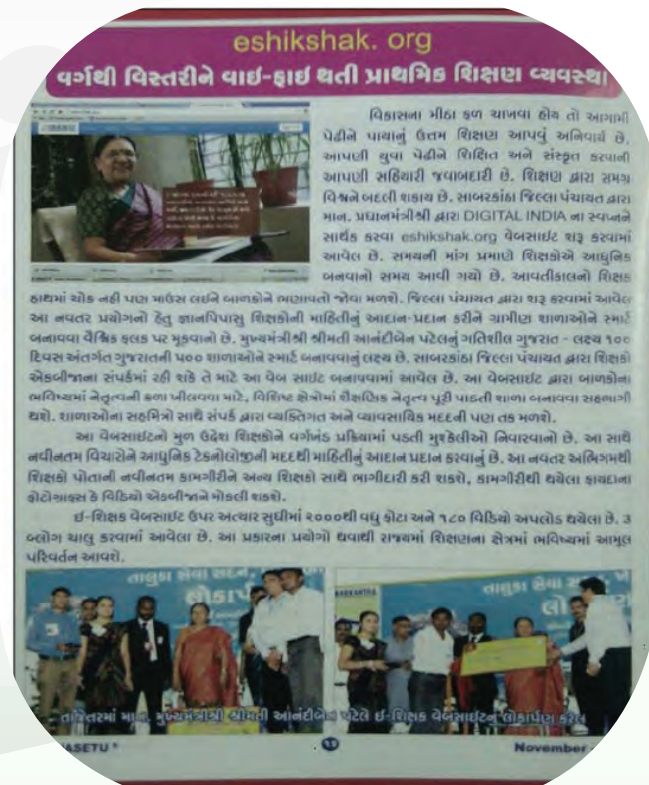 eshikshak. org
વર્ગથી વિસ્તરીને વાઇ-ફાઇ થતી પ્રાથમિક શિક્ષણ વ્યવસ્થા
વિકાસના મીઠા ફળ ચાખવા હોય તો આગામી
પેઢીને પાયાનું ઉત્તમ શિક્ષણ આપવું અનિવાર્ય છે.
આપણી યુવા પેઢીને શિક્ષિત અને સંસ્કૃત કરવાની
આપણી સહિયારી જવાબદારી છે. શિક્ષણ દ્વારા સમગ્ર
વિશ્વને બદલી શકાય છે. સાબરકાંઠા જિલ્લા પંચાયત દ્વારા
માન. પ્રધાનમંત્રીશ્રી દ્વારા DIGITAL INDIA ના સ્વપ્નને
સાર્થક કરવા eshikshak.org વેબસાઇટ શરૂ કરવામાં
આવેલ છે. સમયની માંગ પ્રમાણે શિક્ષકોએ આધુનિક
બનવાનો સમય આવી ગયો છે. આવતીકાલનો શિક્ષક
હાથમાં ચોક નહી પણ માઉસ લઇને બાળકોને ભણાવતો જોવા મળશે. જિલ્લા પંચાયત દ્વારા શરૂ કરવામાં આવેલ
આ નવતર પ્રયોગનો હેતુ જ્ઞાનપિપાસુ શિક્ષકોની માહિતીનું આદાન-પ્રદાન કરીને ગ્રામીણ શાળાઓને સ્માર્ટ
બનાવવા વૈશ્વિક ફલક પર મૂકવાનો છે. મુખ્યમંત્રીશ્રી શ્રીમતી આનંદીબેન પટેલનું ગતિશીલ ગુજરાત - લક્ષ્ય ૧૦૦
દિવસ અંતર્ગત ગુજરાતની ૫૦૦ શાળાઓને સ્માર્ટ બનાવવાનું લક્ષ્ય છે. સાબરકાંઠા જિલ્લા પંચાયત દ્વારા શિક્ષકો
એકબીજાના સંપર્કમાં રહી શકે તે માટે આ વેબ સાઇટ બનાવવામાં આવેલ છે. આ વેબસાઇટ દ્વારા બાળકોના
ભવિષ્યમાં નેતૃત્વની કળા ખીલવવા માટે, વિશિષ્ટ ક્ષેત્રોમાં શૈક્ષણિક નેતૃત્વ પૂરી પાડતી શાળા બનાવવા સહભાગી
થશે. શાળાઓના સહમિત્રો સાથે સંપર્ક દ્વારા વ્યક્તિગત અને વ્યાવસાયિક મદદની પણ તક મળશે.
આ વેબસાઇટનો મુળ ઉદ્દેશ શિક્ષકોને વર્ગખંડ પ્રક્રિયામાં પડતી મુશ્કેલીઓ નિવારવાનો છે. આ સાથે
નવીનતમ વિચારોને આધુનિક ટેકનોલોજીની મદદથી માહિતીનું આદાન પ્રદાન કરવાનું છે. આ નવતર અભિગમથી
શિક્ષકો પોતાની નવીનતમ કામગીરીને અન્ય શિક્ષકો સાથે ભાગીદારી કરી શકશે, કામગીરીથી થયેલા ફાયદાના
ફોટોગ્રાફ્સ કે વિડિયો એકબીજાને મોકલી શકશે.
ઇ-શિક્ષક વેબસાઇટ ઉપર અત્યાર સુધીમાં ૨૦૦૦થી વધુ ફોટા અને ૧૮૦ વિડિયો અપલોડ થયેલા છે. ૩
બ્લોગ ચાલુ કરવામાં આવેલા છે. આ પ્રકારના પ્રયોગો થવાથી રાજ્યમાં શિક્ષણના ક્ષેત્રમાં ભવિષ્યમાં આમૂલ
પરિવર્તન આવશે.
તાલુકા સેવા સદન,
લોકાર્પ
તાલુકા સેવા સદન,
તાજેતરમાં માન. મુખ્યમંત્રીશ્રી શ્રીમતી આનંદીબેન પટેલે ઈ-શિક્ષક વેબસાઈટનું લોકાર્પણ કરેલ
ASETU
૧૬
November